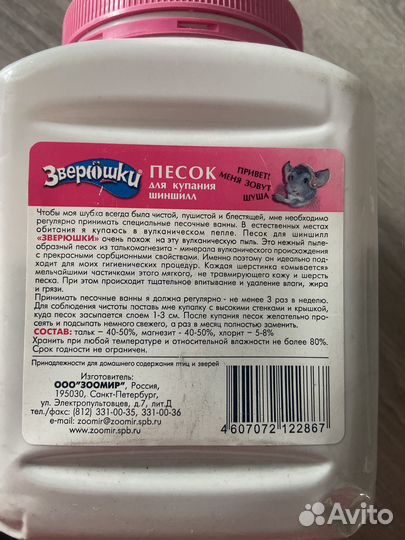 Зверюшки
ПЕСОК
для купания
шиншилл
ПРИВЕТ!
МЕНЯ ЗОВУТ
ШУША
Чтобы моя шубка всегда была чистой, пушистой и блестящей, мне необходимо
регулярно принимать специальные песочные ванны. В естественных местах
обитания я купаюсь в вулканическом пепле. Песок для шиншилл
«ЗВЕРЮШКИ» очень похож на эту вулканическую пыль. Это нежный пыле-
образный песок из талькомагнезита - минерала вулканического происхождения
с прекрасными сорбционными свойствами. Именно поэтому он идеально под-
ходит для моих гигиенических процедур. Каждая шерстинка «омывается»
мельчайшими частичками этого мягкого, не травмирующего кожу и шерсть
песка. При этом происходит тщательное впитывание и удаление влаги, жира
и грязи.
Принимать песочные ванны я должна регулярно - не менее 3 раз в неделю.
Для соблюдения чистоты поставь мне купалку с высокими стенками и крышкой,
куда песок засыпается слоем 1-3 см. После купания песок желательно про-
сеять и подсыпать немного свежего, а раз в месяц полностью заменить.
СОСТАВ: тальк – 40-50%, магнезит - 40-50%, хлорит – 5-8%
Хранить при любой температуре и относительной влажности не более 80%.
Срок годности не ограничен.
Принадлежности для домашнего содержания птиц и зверей
Изготовитель:
ООО"ЗООМИР", Россия,
195030, Санкт-Петербург,
ул. Электропультовцев, д.7, лит.Д
тел./факс: (812) 331-00-35, 331-00-36
e-mail: zoomir@zoomir.spb.ru
zoomir.spb.ru
4 607072 122867
Avito